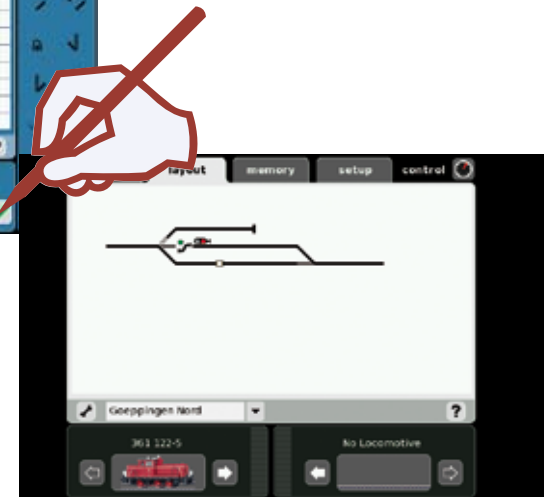 layout memory setup control
Goeppingen Nord ?
361 122-5 No Locomotive